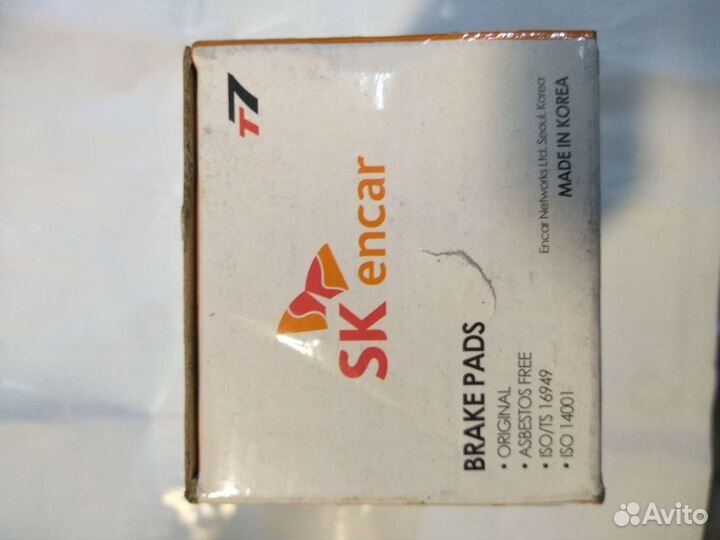 T7
SK encar
BRAKE PADS
• ORIGINAL
• ASBESTOS FREE
• ISO/TS 16949
• ISO 14001
Encar Networks Ltd. Seoul, Korea
MADE IN KOREA
Avito